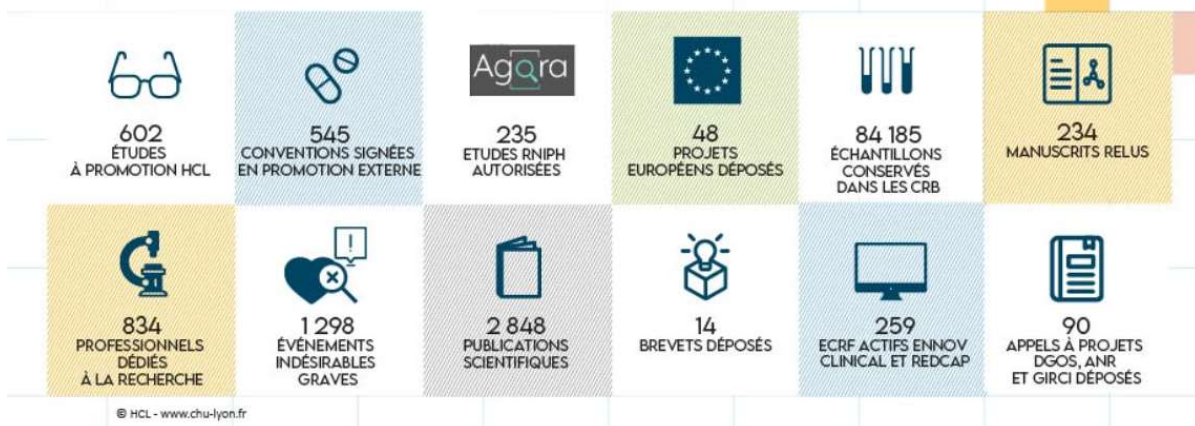 Agora
602
ÉTUDES
À PROMOTION HCL
545
CONVENTIONS SIGNÉES
EN PROMOTION EXTERNE
235
ETUDES RNIPH
AUTORISÉES
48
PROJETS
EUROPÉENS DÉPOSÉS
84 185
ÉCHANTILLONS
CONSERVÉS
DANS LES CRB
234
MANUSCRITS RELUS
834
PROFESSIONNELS
DÉDIÉS
À LA RECHERCHE
!
1 298
ÉVÉNEMENTS
INDÉSIRABLES
GRAVES
2 848
PUBLICATIONS
SCIENTIFIQUES
14
BREVETS DÉPOSÉS
259
ECRF ACTIFS ENNOV
CLINICAL ET REDCAP
90
APPELS À PROJETS
DGOS, ANR
ET GIRCI DÉPOSÉS
© HCL - www.chu-lyon.fr